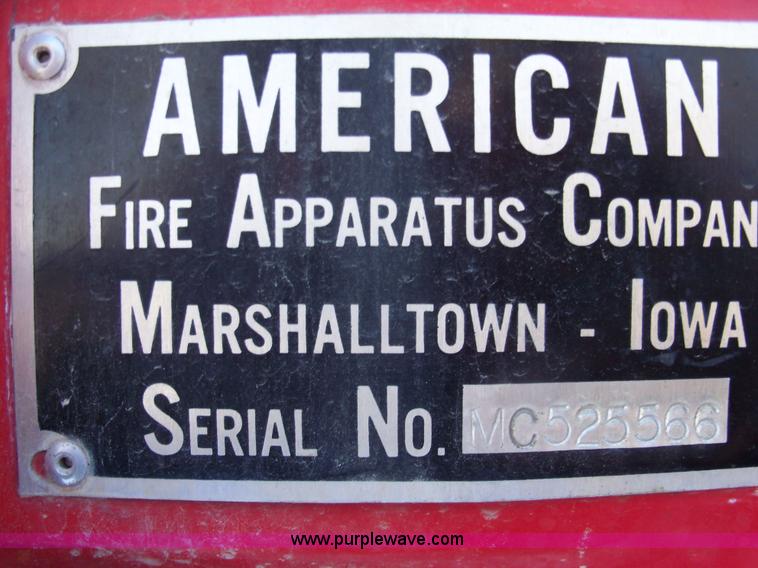 AMERICAN
FIRE APPARATUS COMPAN
MARSHALLTOWN - IOWA
SERIAL NO. MC525566
www.purplewave.com